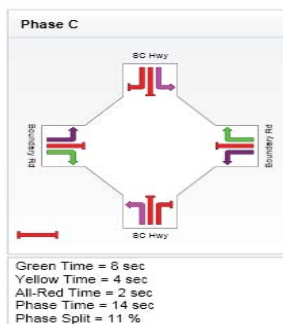 Phase C
SC Hwy
Boundary Rd
Boundary Rd
SC Hwy
Green Time = 8 sec
Yellow Time = 4 sec
All-Red Time = 2 sec
Phase Time = 14 sec
Phase Split = 11 %